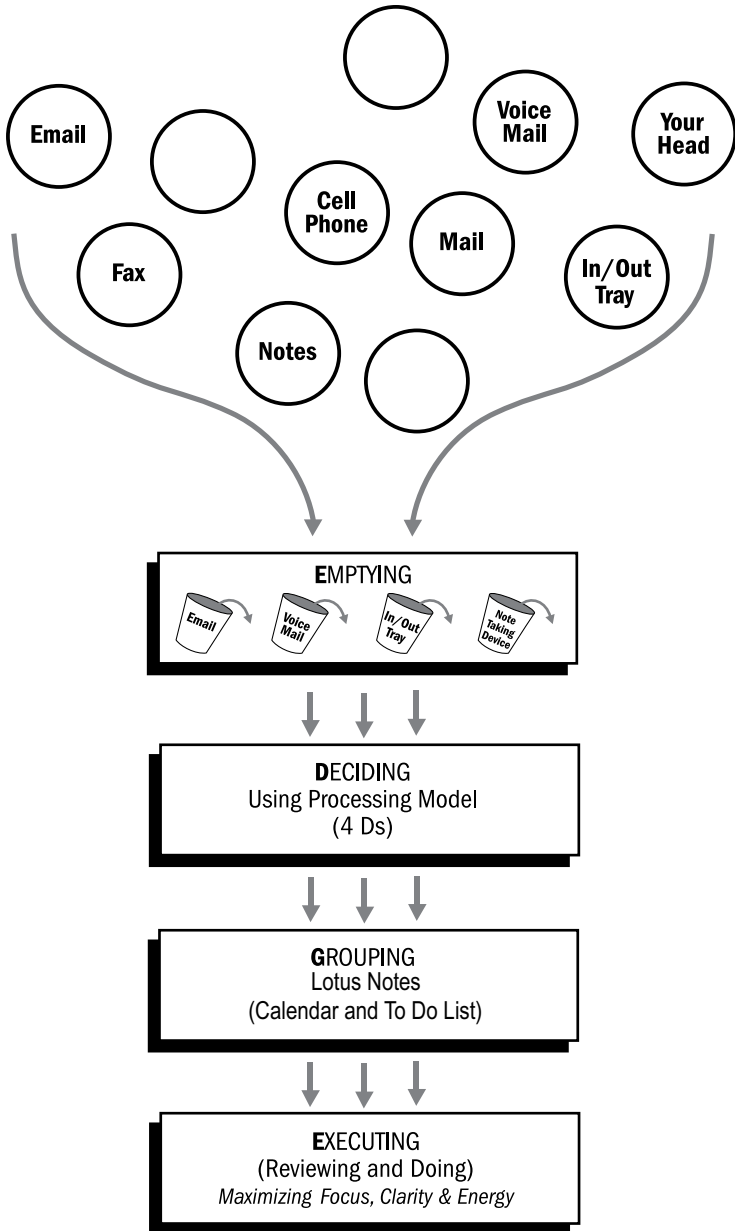 Voice
Mail
Your
Head
Email
Cell
Phone
Mail
Fax
In/Out
Tray
Notes
EMPTYING
Email
Voice
Mail
In/Out
Tray
Note
Taking
Device
DECIDING
Using Processing Model
(4 Ds)
GROUPING
Lotus Notes
(Calendar and To Do List)
EXECUTING
(Reviewing and Doing)
Maximizing Focus, Clarity & Energy